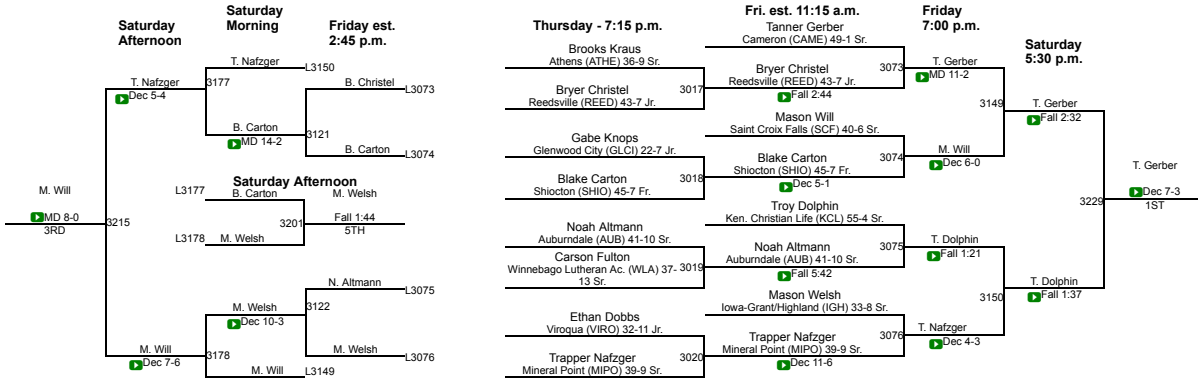 Saturday
Afternoon
Saturday
Morning
Friday est.
2:45 p.m.
T. Nafzger
L3150
T. Nafzger
3177
Dec 5-4
B. Christel
L3073
B. Carton
3121
MD 14-2
B. Carton
L3074
Saturday Afternoon
M. Will
L3177
B. Carton
M. Welsh
MD 8-0
3215
3201
Fall 1:44
3RD
5TH
L3178
M. Welsh
N. Altmann
L3075
M. Welsh
3122
Dec 10-3
M. Will
3178
M. Welsh
L3076
Dec 7-6
M. Will
L3149
Thursday - 7:15 p.m.
Fri. est. 11:15 a.m.
Friday
7:00 p.m.
Saturday
5:30 p.m.
Tanner Gerber
Cameron (CAME) 49-1 Sr.
Brooks Kraus
Athens (ATHE) 36-9 Sr.
3017
Bryer Christel
Reedsville (REED) 43-7 Jr.
Bryer Christel
Reedsville (REED) 43-7 Jr.
Fall 2:44
3073
T. Gerber
MD 11-2
3149
Mason Will
Saint Croix Falls (SCF) 40-6 Sr.
Gabe Knops
Glenwood City (GLCI) 22-7 Jr.
3018
Blake Carton
Shiocton (SHIO) 45-7 Fr.
Blake Carton
Shiocton (SHIO) 45-7 Fr.
Dec 5-1
3074
M. Will
Dec 6-0
T. Gerber
Fall 2:32
T. Gerber
3229
Dec 7-3
1ST
Troy Dolphin
Ken. Christian Life (KCL) 55-4 Sr.
Noah Altmann
Auburndale (AUB) 41-10 Sr.
Carson Fulton
Winnebago Lutheran Ac. (WLA) 37-
13 Sr.
3019
Noah Altmann
Auburndale (AUB) 41-10 Sr.
Fall 5:42
3075
T. Dolphin
Fall 1:21
3150
T. Dolphin
Fall 1:37
Mason Welsh
Iowa-Grant/Highland (IGH) 33-8 Sr.
Ethan Dobbs
Viroqua (VIRO) 32-11 Jr.
3020
Trapper Nafzger
Mineral Point (MIPO) 39-9 Sr.
Trapper Nafzger
Mineral Point (MIPO) 39-9 Sr.
Dec 11-6
3076
T. Nafzger
Dec 4-3